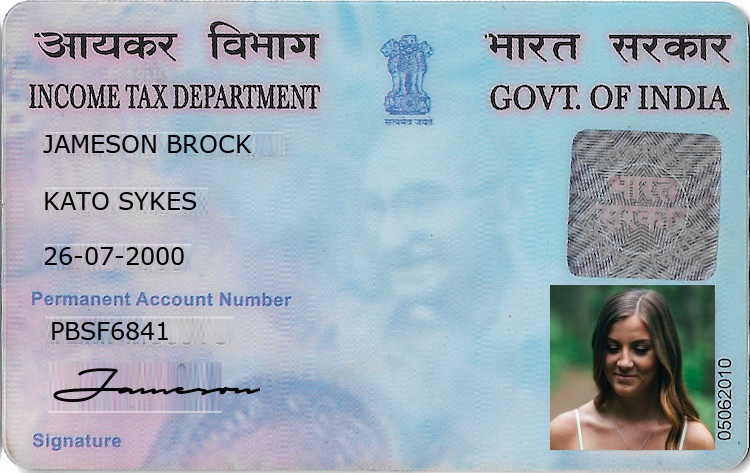 आयकर विभाग
भारत सरकार
INCOME TAX DEPARTMENT
GOVT. OF INDIA
सत्यमेव जयते
JAMESON BROCK
भारत
सरकार
KATO SYKES
26-07-2000
Permanent Account Number
PBSF6841
Jameson
Signature
05062010